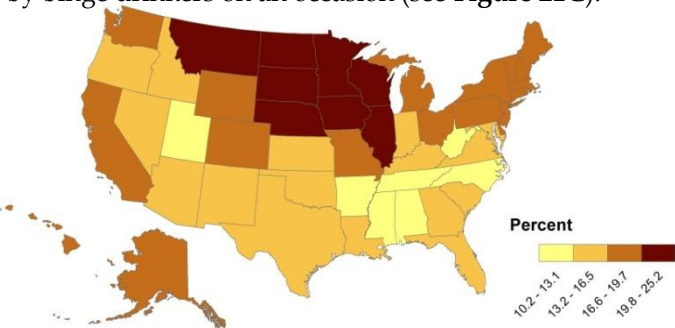 by binge drinkers on an occasion (see Figure 12C).
Percent
10.2 - 13.1
13.2 - 16.5
16.6 - 19.7
19.8 - 25.2